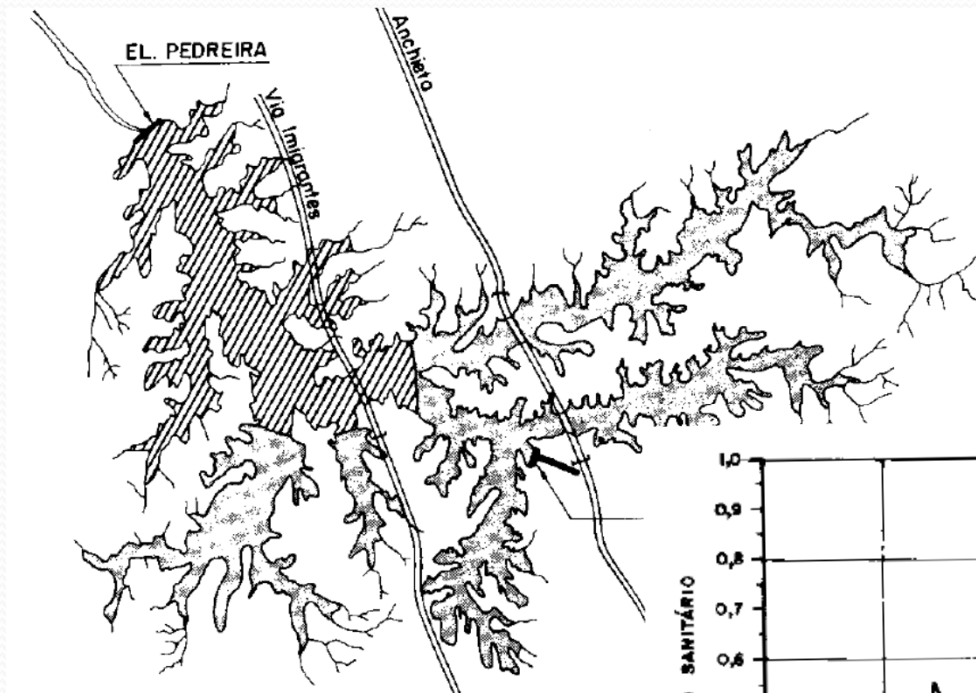 EL. PEDREIRA
Anchieta
Via Imigrantes
1,0
0,9
0,8
0,7
0,6
SANITÁRIO